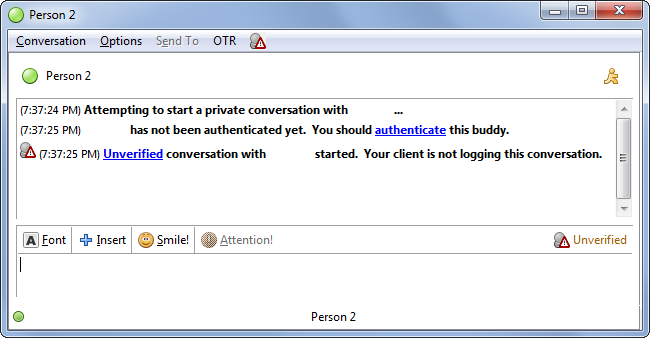 Person 2
Conversation Options Send To OTR
Person 2
(7:37:24 PM) Attempting to start a private conversation with ...
(7:37:25 PM) has not been authenticated yet. You should authenticate this buddy.
(7:37:25 PM) Unverified conversation with started. Your client is not logging this conversation.
A Font Insert Smile! Attention! Unverified
Person 2